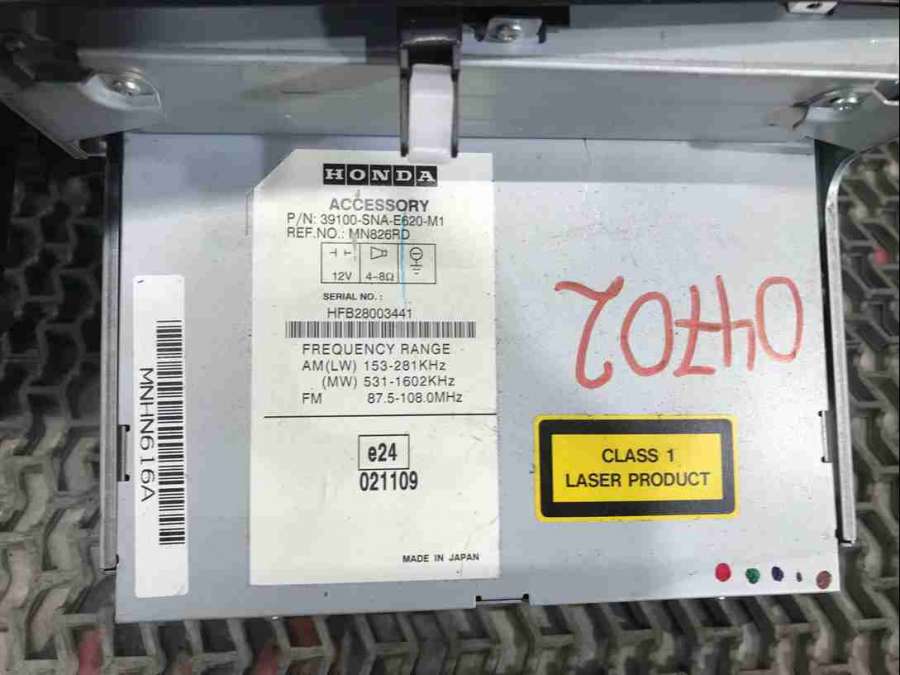 HONDA
ACCESSORY
P/N: 39100-SNA-E620-M1
REF.NO.: MN826RD
12V 4-8Ω
SERIAL NO.:
HFB28003441
FREQUENCY RANGE
AM(LW) 153-281KHz
(MW) 531-1602KHz
FM 87.5-108.0MHz
e24
021109
MADE IN JAPAN
MNHN616A
04702
CLASS 1
LASER PRODUCT